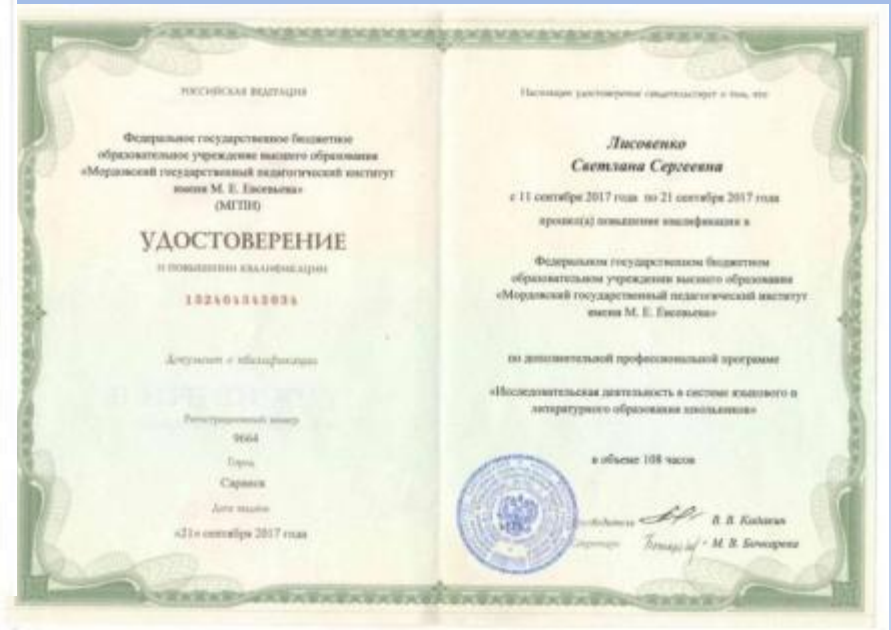 РОССИЙСКАЯ ФЕДЕРАЦИЯ
Федеральное государственное бюджетное
образовательное учреждение высшего образования
«Мордовский государственный педагогический институт
имени М. Е. Евсевьева»
(МГПИ)
УДОСТОВЕРЕНИЕ
о повышении квалификации
132404343034
Документ о квалификации
Регистрационный номер
9664
Город
Саранск
Дата выдачи
«21» сентября 2017 года
Настоящее удостоверение свидетельствует о том, что
Лисовенко
Светлана Сергеевна
с 11 сентября 2017 года по 21 сентября 2017 года
прошел(а) повышение квалификации в
Федеральном государственном бюджетном
образовательном учреждении высшего образования
«Мордовский государственный педагогический институт
имени М. Е. Евсевьева»
по дополнительной профессиональной программе
«Исследовательская деятельность в системе языкового и
литературного образования школьников»
в объеме 108 часов
Руководитель В. В. Кадакин
Секретарь М. В. Бочкарева